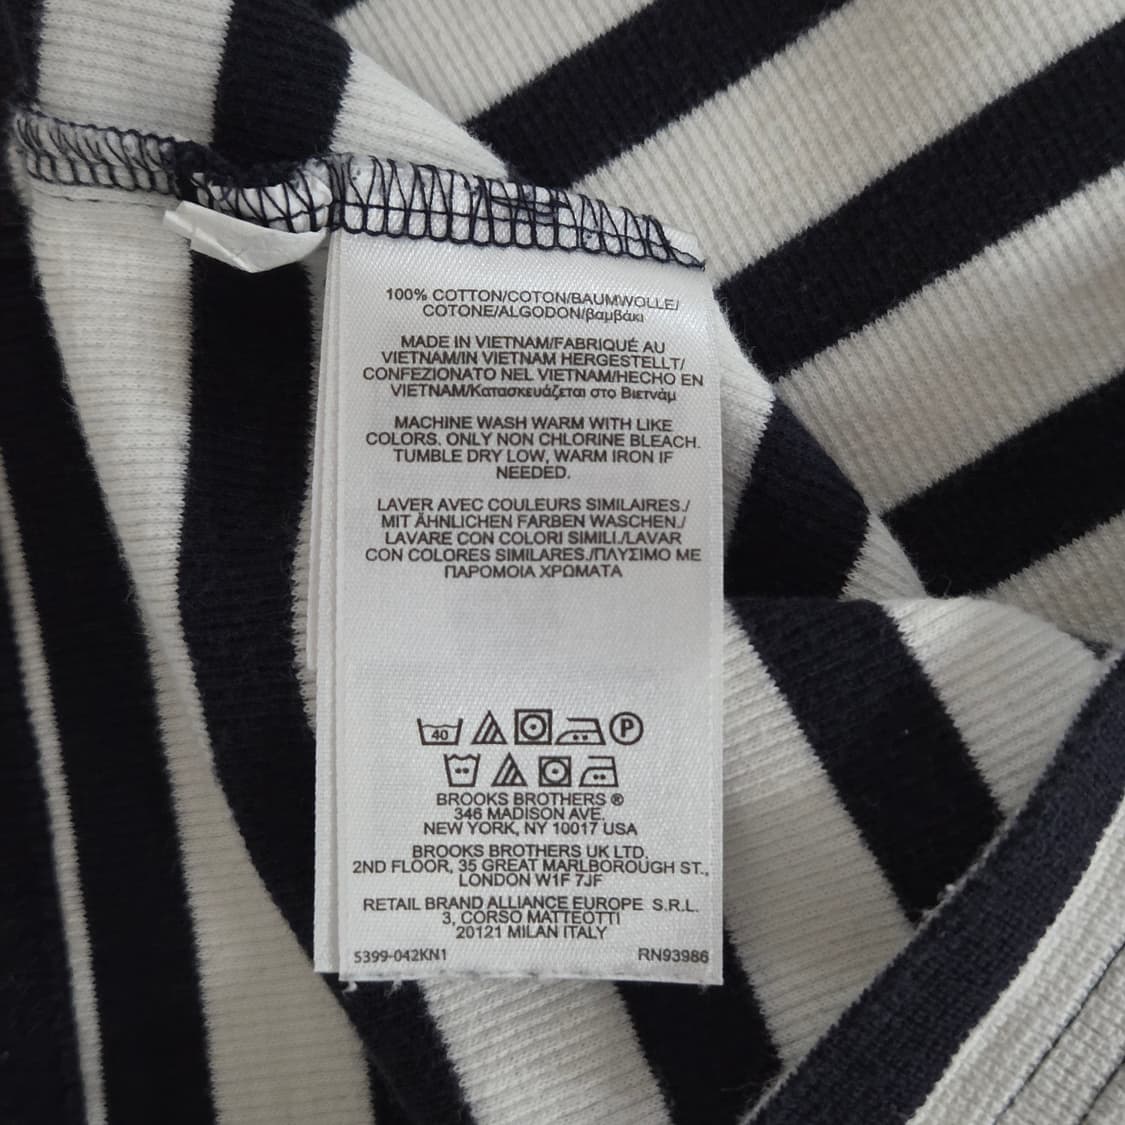 100% COTTON/COTON/BAUMWOLLE/
COTONE/ALGODON/βαμβάκι
MADE IN VIETNAM/FABRIQUÉ AU
VIETNAM/IN VIETNAM HERGESTELLT/
CONFEZIONATO NEL VIETNAM/HECHO EN
VIETNAM/Κατασκευάζεται στο Βιετνάμ
MACHINE WASH WARM WITH LIKE
COLORS. ONLY NON CHLORINE BLEACH.
TUMBLE DRY LOW, WARM IRON IF
NEEDED.
LAVER AVEC COULEURS SIMILAIRES./
MIT ÄHNLICHEN FARBEN WASCHEN./
LAVARE CON COLORI SIMILI./LAVAR
CON COLORES SIMILARES./ΠΛΥΣΙΜΟ ΜΕ
ΠΑΡΟΜΟΙΑ ΧΡΩΜΑΤΑ
40 P
BROOKS BROTHERS ®
346 MADISON AVE.
NEW YORK, NY 10017 USA
BROOKS BROTHERS UK LTD.
2ND FLOOR, 35 GREAT MARLBOROUGH ST.,
LONDON W1F 7JF
RETAIL BRAND ALLIANCE EUROPE S.R.L.
3, CORSO MATTEOTTI
20121 MILAN ITALY
5399-042KN1 RN93986